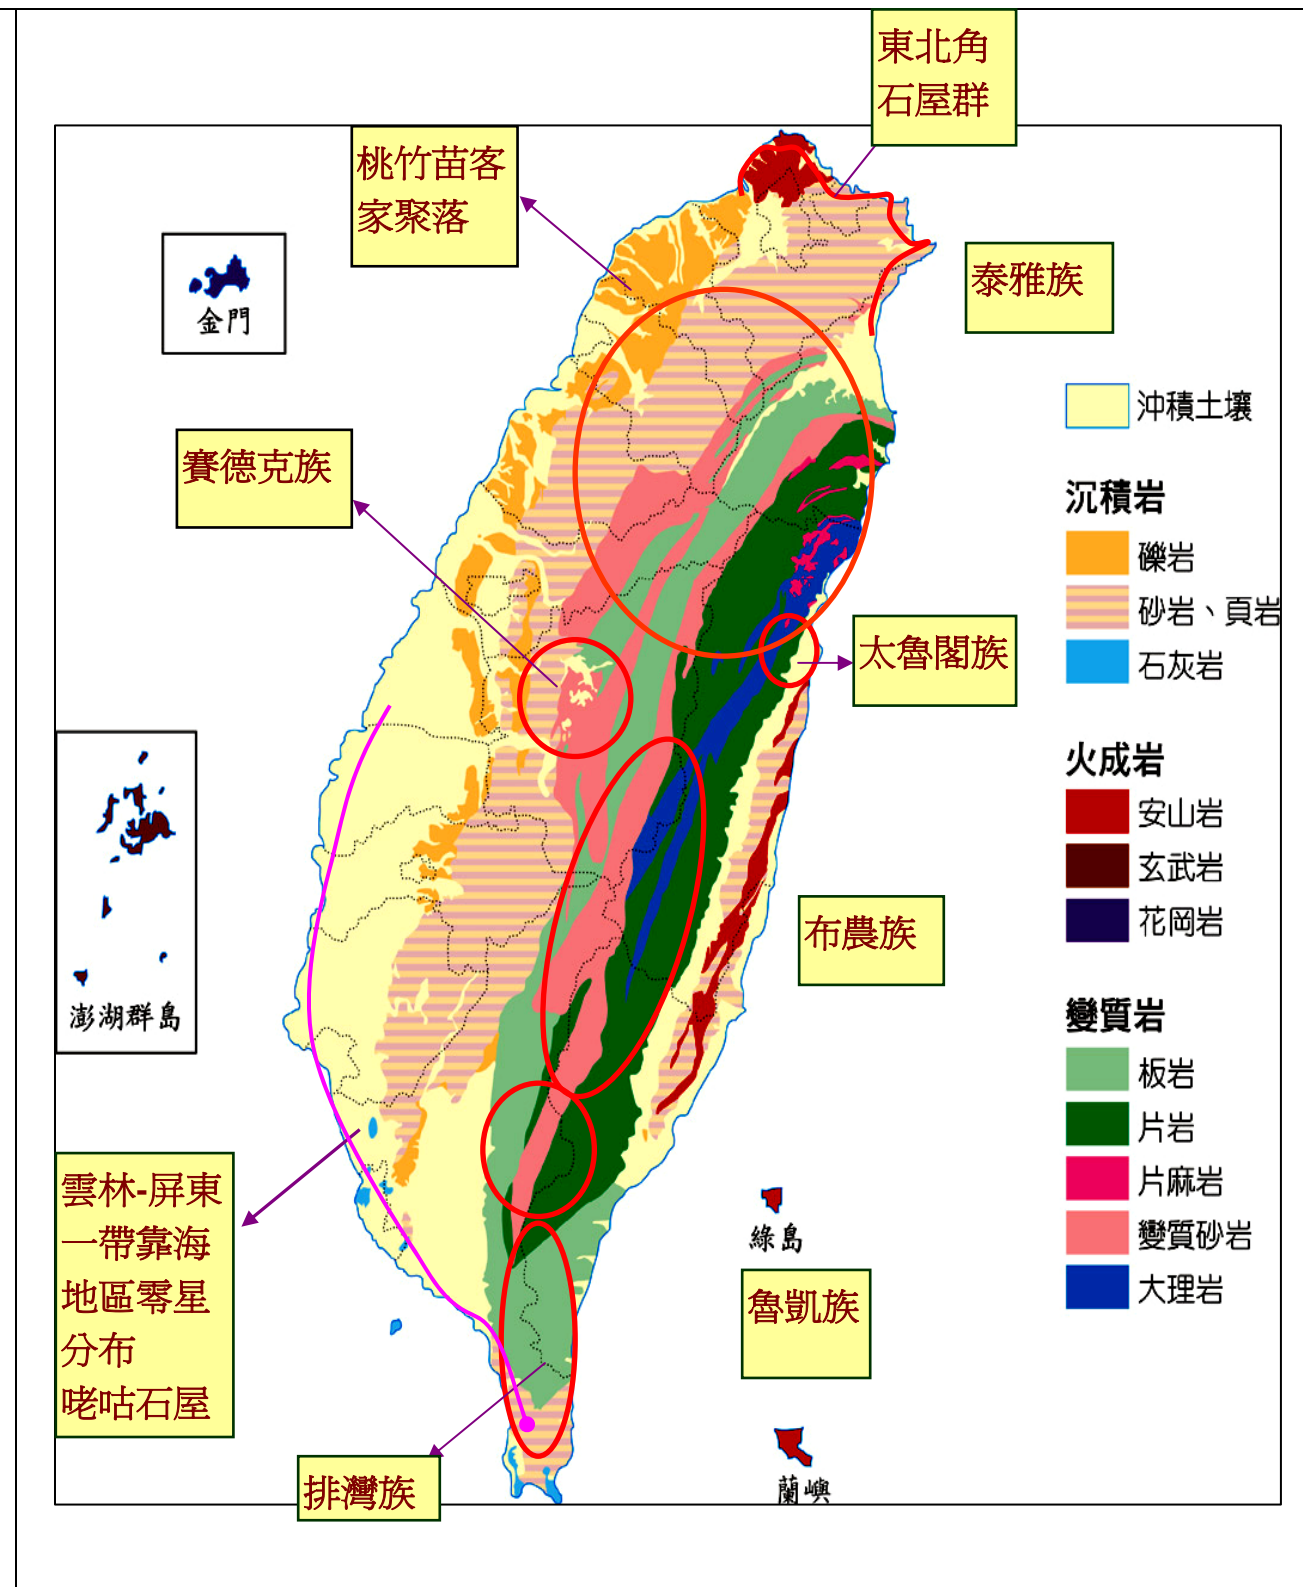 東北角
石屋群
桃竹苗客
家聚落
金門
泰雅族
沖積土壤
賽德克族
沉積岩
礫岩
砂岩、頁岩
石灰岩
太魯閣族
火成岩
安山岩
玄武岩
花岡岩
布農族
澎湖群島
變質岩
板岩
片岩
片麻岩
變質砂岩
大理岩
雲林-屏東
一帶靠海
地區零星
分布
咾咕石屋
綠島
魯凱族
排灣族
蘭嶼